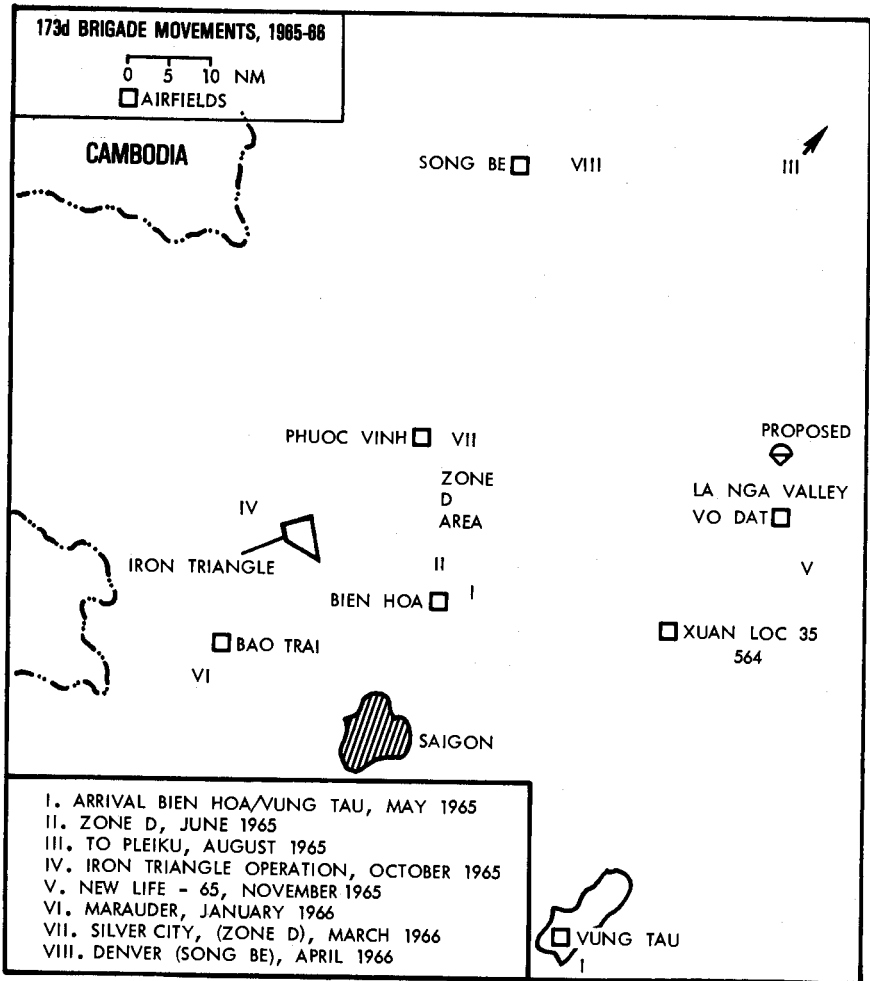 173d BRIGADE MOVEMENTS, 1965-66
0 5 10 NM
AIRFIELDS
CAMBODIA
SONG BE
VIII
III
PHUOC VINH
VII
PROPOSED
ZONE
D
AREA
LA NGA VALLEY
VO DAT
IV
IRON TRIANGLE
II
V
BIEN HOA
I
BAO TRAI
XUAN LOC 35
564
VI
SAIGON
I. ARRIVAL BIEN HOA/VUNG TAU, MAY 1965
II. ZONE D, JUNE 1965
III. TO PLEIKU, AUGUST 1965
IV. IRON TRIANGLE OPERATION, OCTOBER 1965
V. NEW LIFE - 65, NOVEMBER 1965
VI. MARAUDER, JANUARY 1966
VII. SILVER CITY, (ZONE D), MARCH 1966
VIII. DENVER (SONG BE), APRIL 1966
VUNG TAU
I